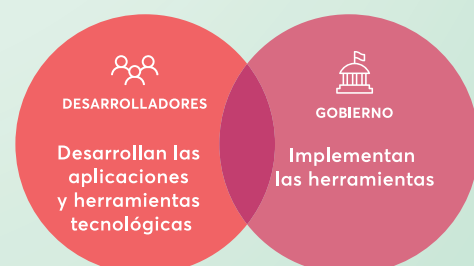 DESARROLLADORES
Desarrollan las
aplicaciones
y herramientas
tecnológicas
GOBIERNO
Implementan
las herramientas